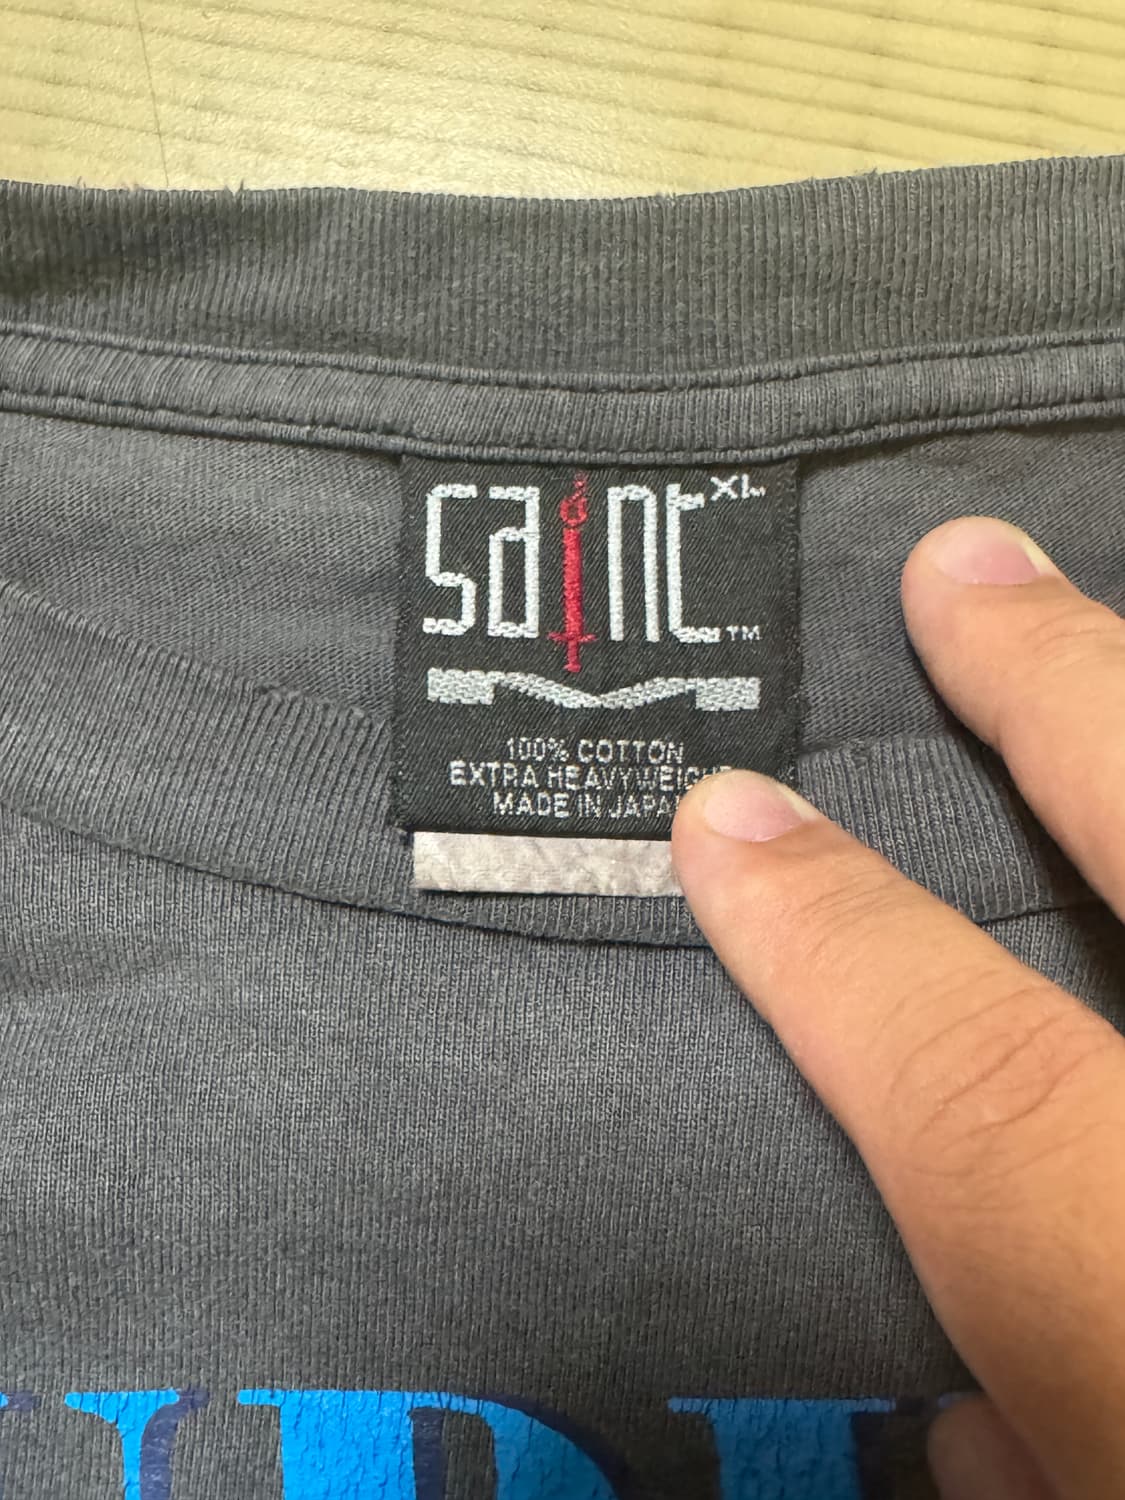 XL
saint
TM
100% COTTON
EXTRA HEAVYWEIGHT
MADE IN JAPAN